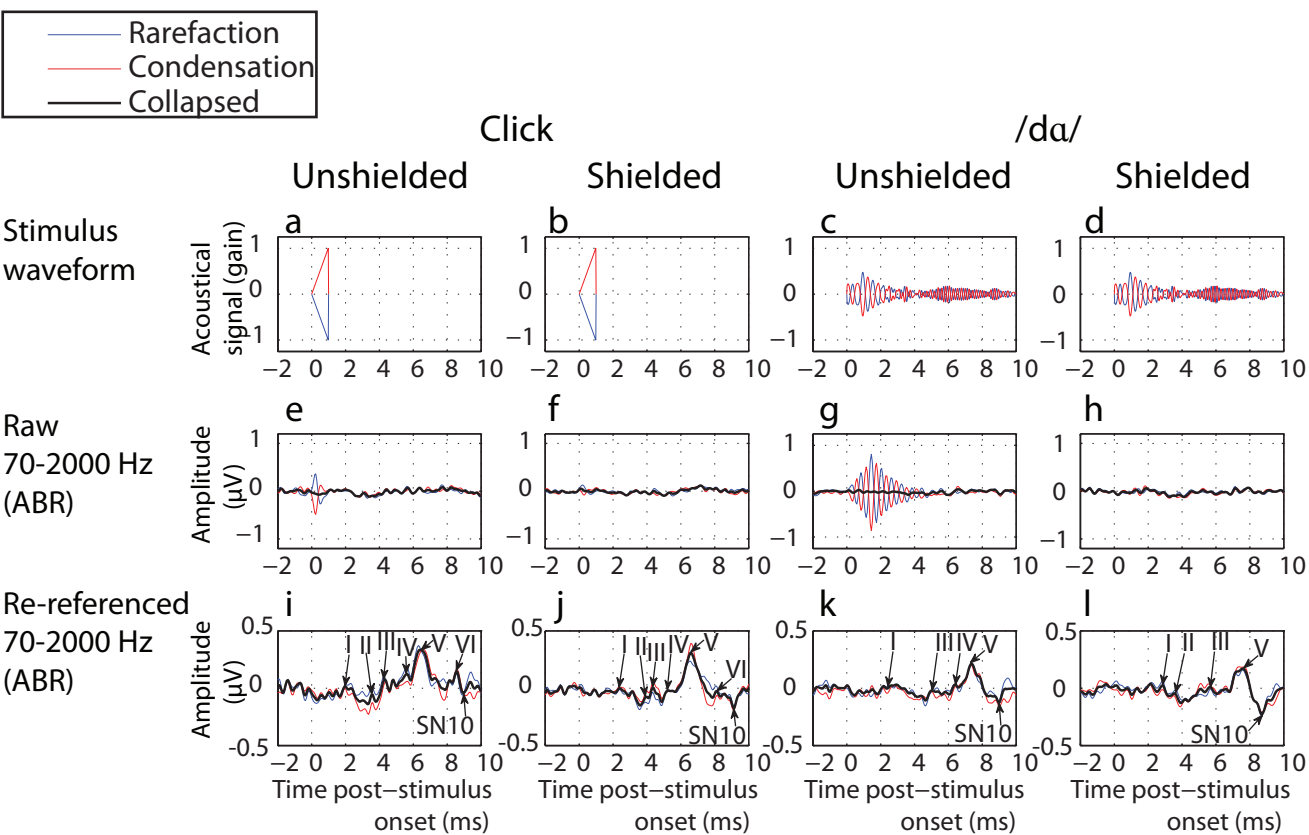 Rarefaction
Condensation
Collapsed
Click /dɑ/
Unshielded Shielded Unshielded Shielded
Stimulus
waveform
Acoustical
signal (gain)
a b c d
1 1 1 1
0 0 0 0
−1 −1 −1 −1
−2 0 2 4 6 8 10 −2 0 2 4 6 8 10 −2 0 2 4 6 8 10 −2 0 2 4 6 8 10
Raw
70-2000 Hz
(ABR)
Amplitude
(µV)
e f g h
1 1 1 1
0 0 0 0
−1 −1 −1 −1
−2 0 2 4 6 8 10 −2 0 2 4 6 8 10 −2 0 2 4 6 8 10 −2 0 2 4 6 8 10
Re-referenced
70-2000 Hz
(ABR)
Amplitude
(µV)
i j k l
0.5 0.5 0.5 0.5
I II III IV V VI
I II III IV V VI
I III IV V
I II III V
0 0 0 0
SN10 SN10 SN10 SN10
-0.5 -0.5 -0.5 -0.5
−2 0 2 4 6 8 10 −2 0 2 4 6 8 10 −2 0 2 4 6 8 10 −2 0 2 4 6 8 10
Time post−stimulus Time post−stimulus Time post−stimulus Time post−stimulus
onset (ms) onset (ms) onset (ms) onset (ms)